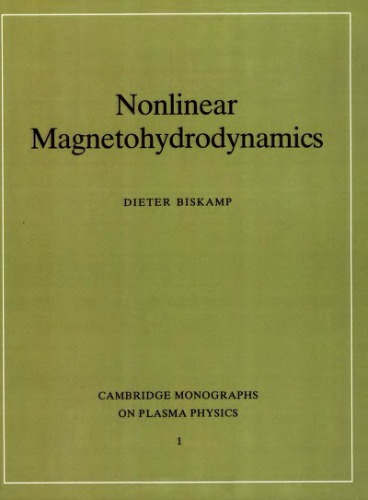 Nonlinear
Magnetohydrodynamics
DIETER BISKAMP
CAMBRIDGE MONOGRAPHS
ON PLASMA PHYSICS
1